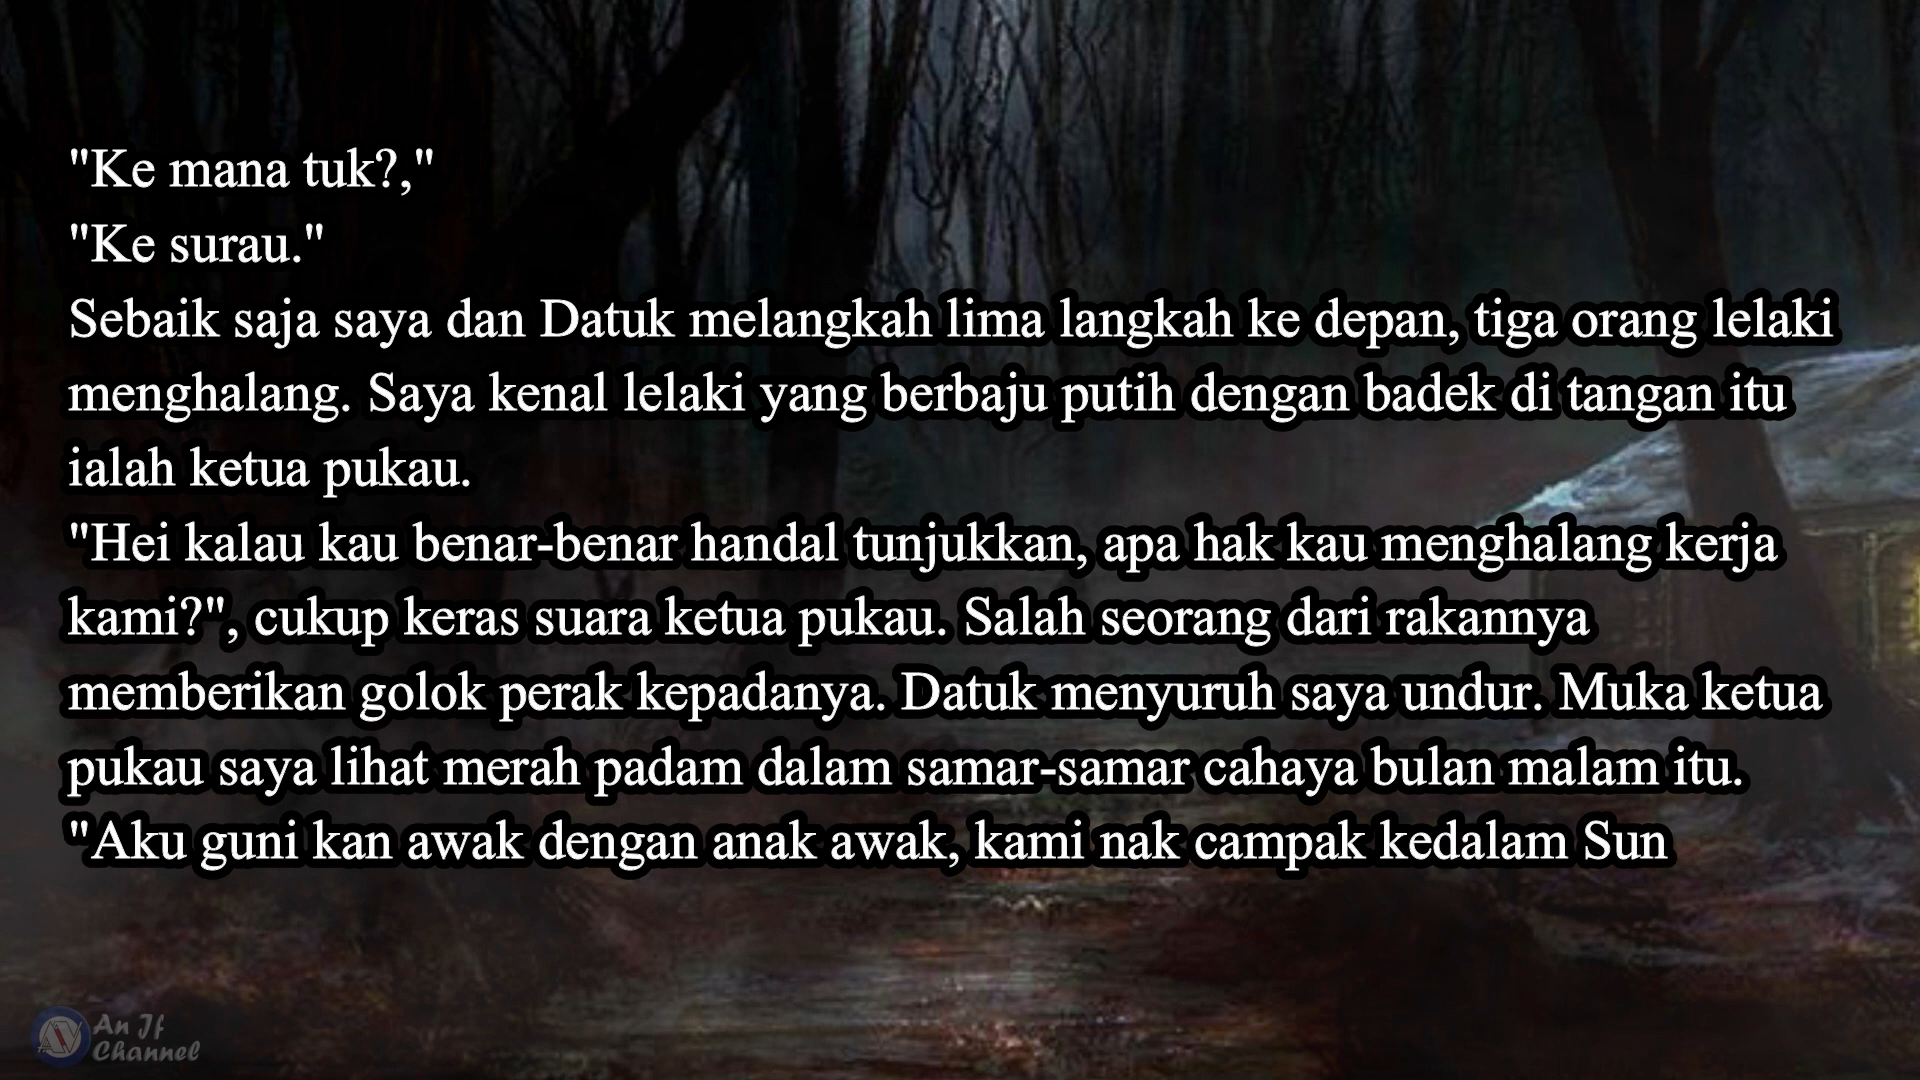 "Ke mana tuk?,"
"Ke surau."
Sebaik saja saya dan Datuk melangkah lima langkah ke depan, tiga orang lelaki
menghalang. Saya kenal lelaki yang berbaju putih dengan badek di tangan itu
ialah ketua pukau.
"Hei kalau kau benar-benar handal tunjukkan, apa hak kau menghalang kerja
kami?", cukup keras suara ketua pukau. Salah seorang dari rakannya
memberikan golok perak kepadanya. Datuk menyuruh saya undur. Muka ketua
pukau saya lihat merah padam dalam samar-samar cahaya bulan malam itu.
"Aku guni kan awak dengan anak awak, kami nak campak kedalam Sun
An If
Channel